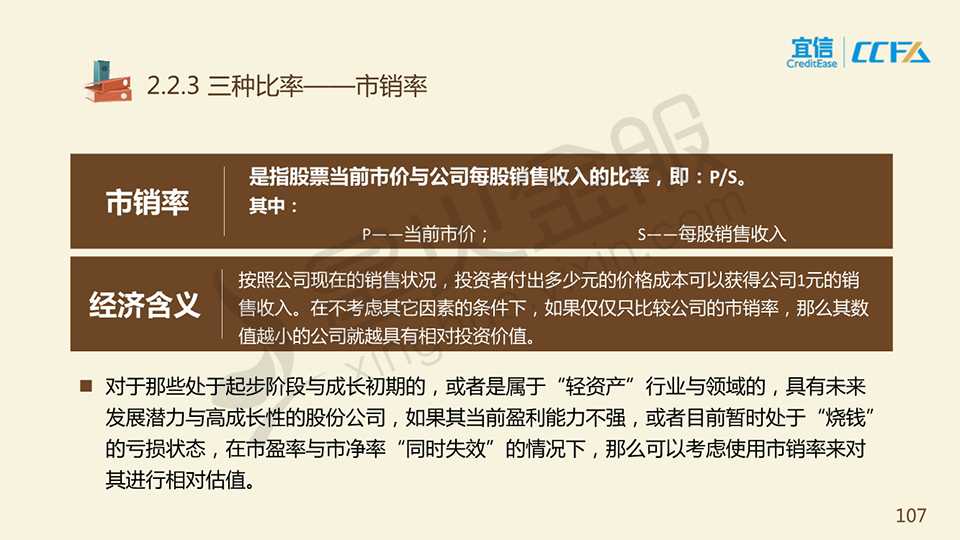 宜信
CreditEase
CCFA
2.2.3 三种比率——市销率
市销率
是指股票当前市价与公司每股销售收入的比率，即：P/S。
其中：
P——当前市价； S——每股销售收入
经济含义
按照公司现在的销售状况，投资者付出多少元的价格成本可以获得公司1元的销
售收入。在不考虑其它因素的条件下，如果仅仅只比较公司的市销率，那么其数
值越小的公司就越具有相对投资价值。
■ 对于那些处于起步阶段与成长初期的，或者是属于“轻资产”行业与领域的，具有未来
发展潜力与高成长性的股份公司，如果其当前盈利能力不强，或者目前暂时处于“烧钱”
的亏损状态，在市盈率与市净率“同时失效”的情况下，那么可以考虑使用市销率来对
其进行相对估值。
107